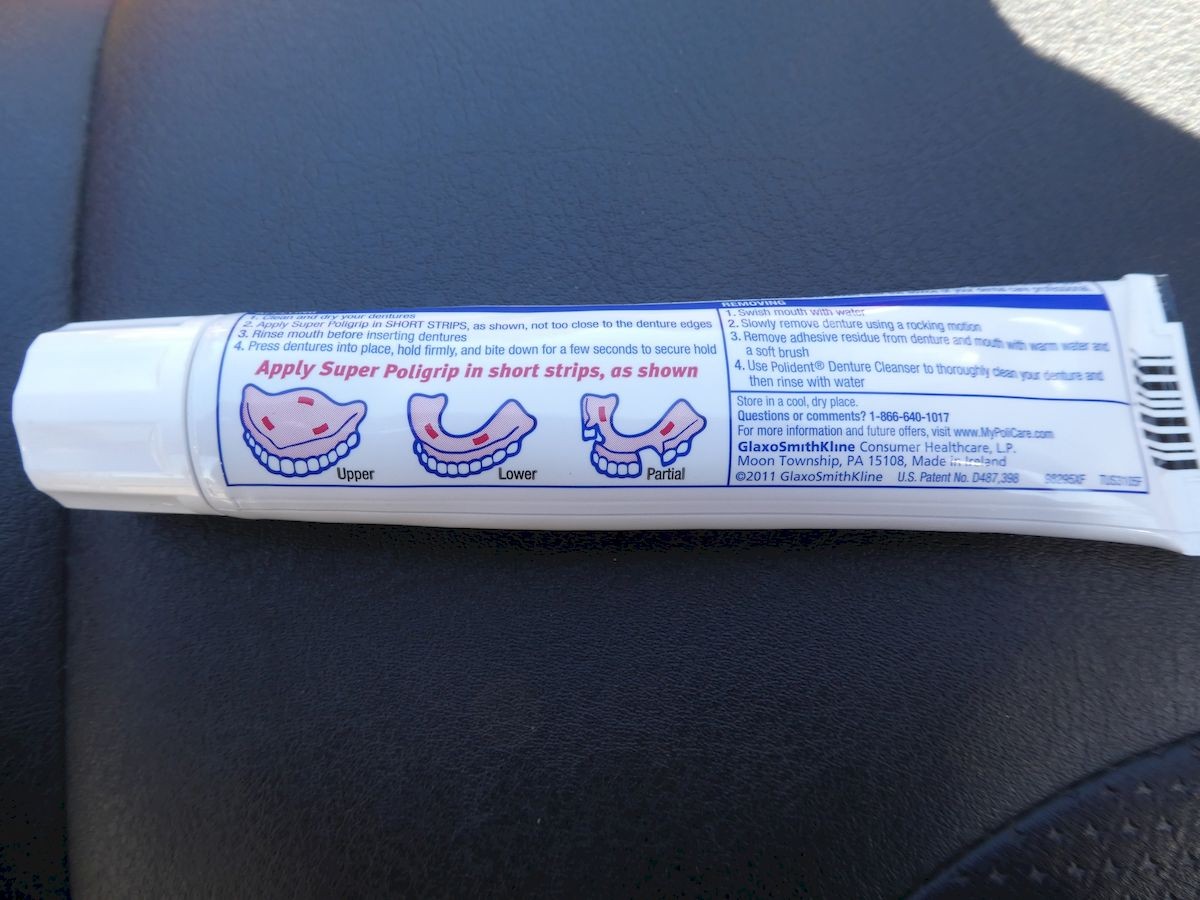 1. Clean and dry your dentures
2. Apply Super Poligrip in SHORT STRIPS, as shown, not too close to the denture edges
3. Rinse mouth before inserting dentures
4. Press dentures into place, hold firmly, and bite down for a few seconds to secure hold
Apply Super Poligrip in short strips, as shown
Upper
Lower
Partial
REMOVING
1. Swish mouth with water
2. Slowly remove denture using a rocking motion
3. Remove adhesive residue from denture and mouth with warm water and
a soft brush
4. Use Polident® Denture Cleanser to thoroughly clean your denture and
then rinse with water
Store in a cool, dry place.
Questions or comments? 1-866-640-1017
For more information and future offers, visit www.MyPoliCare.com
GlaxoSmithKline Consumer Healthcare, L.P.
Moon Township, PA 15108, Made in Ireland
©2011 GlaxoSmithKline U.S. Patent No. D487,398